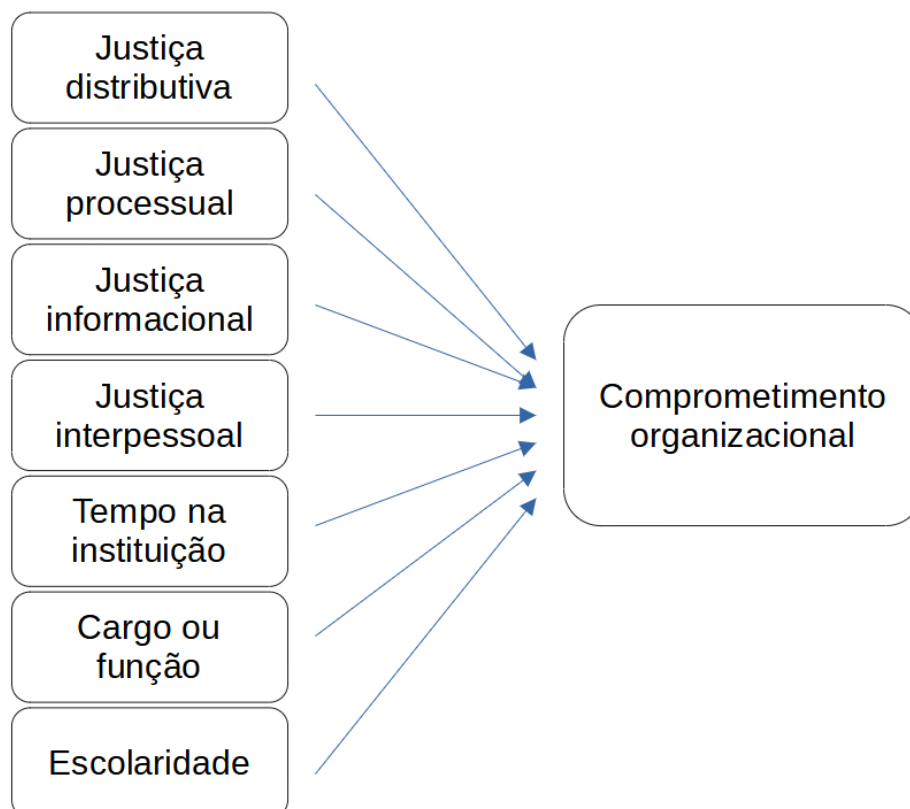 Justiça
distributiva
Justiça
processual
Justiça
informacional
Justiça
interpessoal
Tempo na
instituição
Cargo ou
função
Escolaridade
Comprometimento
organizacional